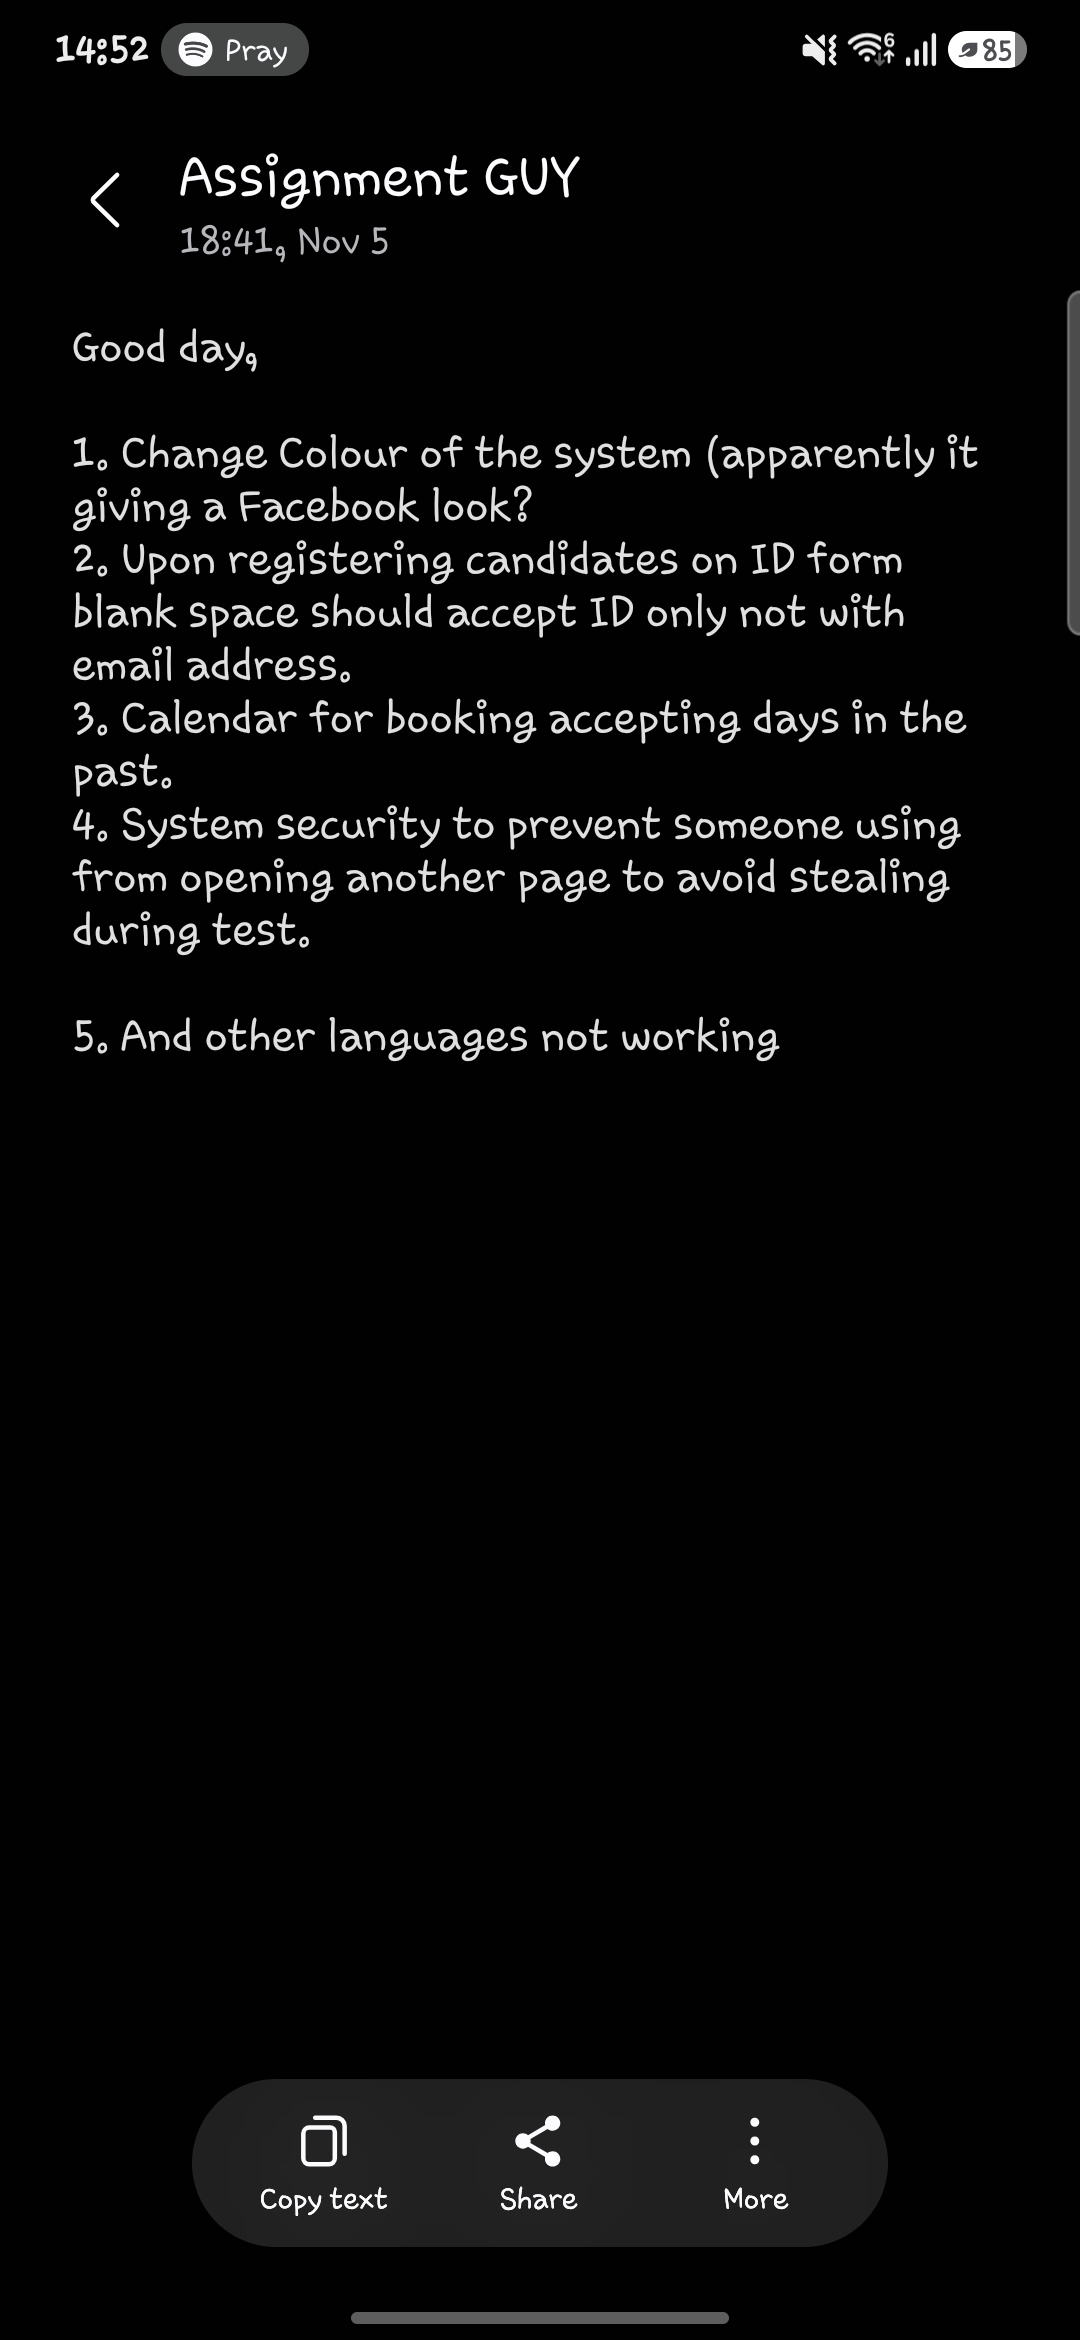 14:52 Pray 6 85
Assignment GUY
18:41, Nov 5
Good day,
1. Change Colour of the system (apparently it
giving a Facebook look?
2. Upon registering candidates on ID form
blank space should accept ID only not with
email address.
3. Calendar for booking accepting days in the
past.
4. System security to prevent someone using
from opening another page to avoid stealing
during test.
5. And other languages not working
Copy text Share More